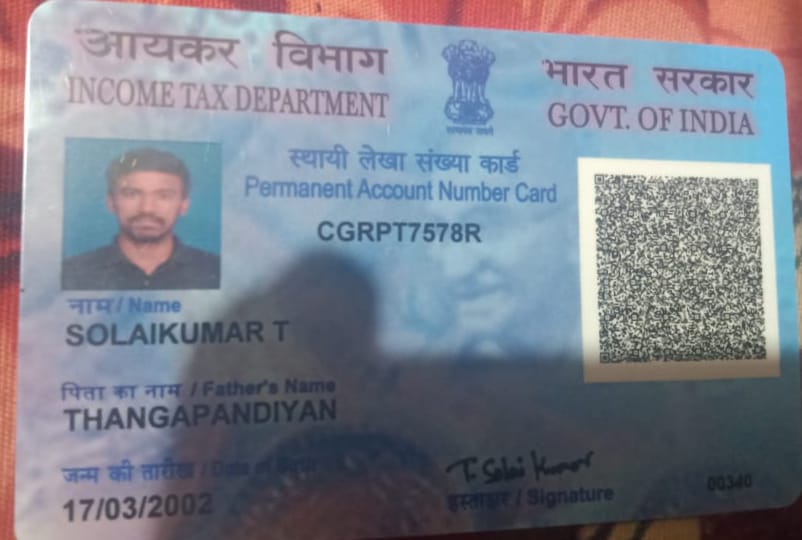 आयकर विभाग
INCOME TAX DEPARTMENT
भारत सरकार
GOVT. OF INDIA
सत्यमेव जयते
स्थायी लेखा संख्या कार्ड
Permanent Account Number Card
CGRPT7578R
नाम / Name
SOLAIKUMAR T
पिता का नाम / Father's Name
THANGAPANDIYAN
जन्म की तारीख / Date of Birth
17/03/2002
T. Solai Kumar
हस्ताक्षर / Signature
00340